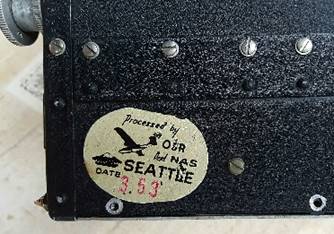 Processed by
O&R
NAS
SEATTLE
DATE 3.53